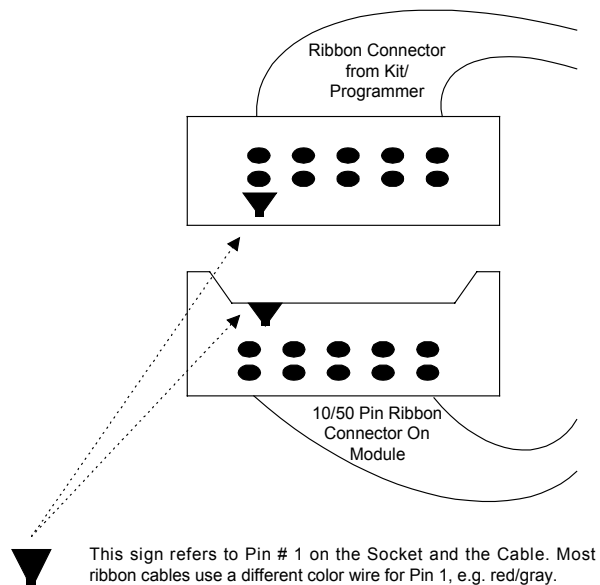 Ribbon Connector
from Kit/
Programmer
10/50 Pin Ribbon
Connector On
Module
This sign refers to Pin # 1 on the Socket and the Cable. Most
ribbon cables use a different color wire for Pin 1, e.g. red/gray.